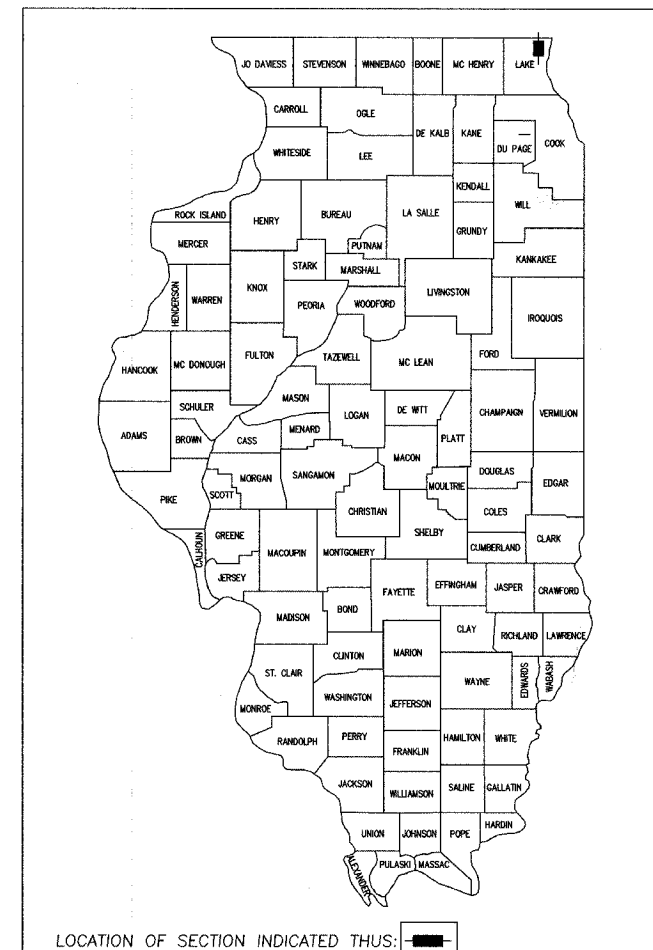 JO DAVIESS STEVENSON WINNEBAGO BOONE MC HENRY LAKE
CARROLL OGLE DE KALB KANE DU PAGE COOK
WHITESIDE LEE
KENDALL WILL
ROCK ISLAND HENRY BUREAU LA SALLE GRUNDY
MERCER PUTNAM KANKAKEE
STARK MARSHALL
HENDERSON WARREN KNOX PEORIA WOODFORD LIVINGSTON IROQUOIS
FULTON TAZEWELL MC LEAN FORD
HANCOOK MC DONOUGH
MASON
SCHULER LOGAN DE WITT CHAMPAIGN VERMILION
ADAMS BROWN CASS MENARD PLATT
MACON
MORGAN SANGAMON DOUGLAS EDGAR
PIKE SCOTT MOULTRIE
CHRISTIAN COLES
GREENE SHELBY CLARK
CALHOUN MACOUPIN MONTGOMERY CUMBERLAND
JERSEY FAYETTE EFFINGHAM JASPER CRAWFORD
BOND
MADISON CLAY RICHLAND LAWRENCE
CLINTON MARION
ST. CLAIR WAYNE EDWARDS WABASH
WASHINGTON JEFFERSON
MONROE
RANDOLPH PERRY HAMILTON WHITE
FRANKLIN
JACKSON WILLIAMSON SALINE GALLATIN
UNION JOHNSON POPE HARDIN
ALEXANDER PULASKI MASSAC
LOCATION OF SECTION INDICATED THUS: